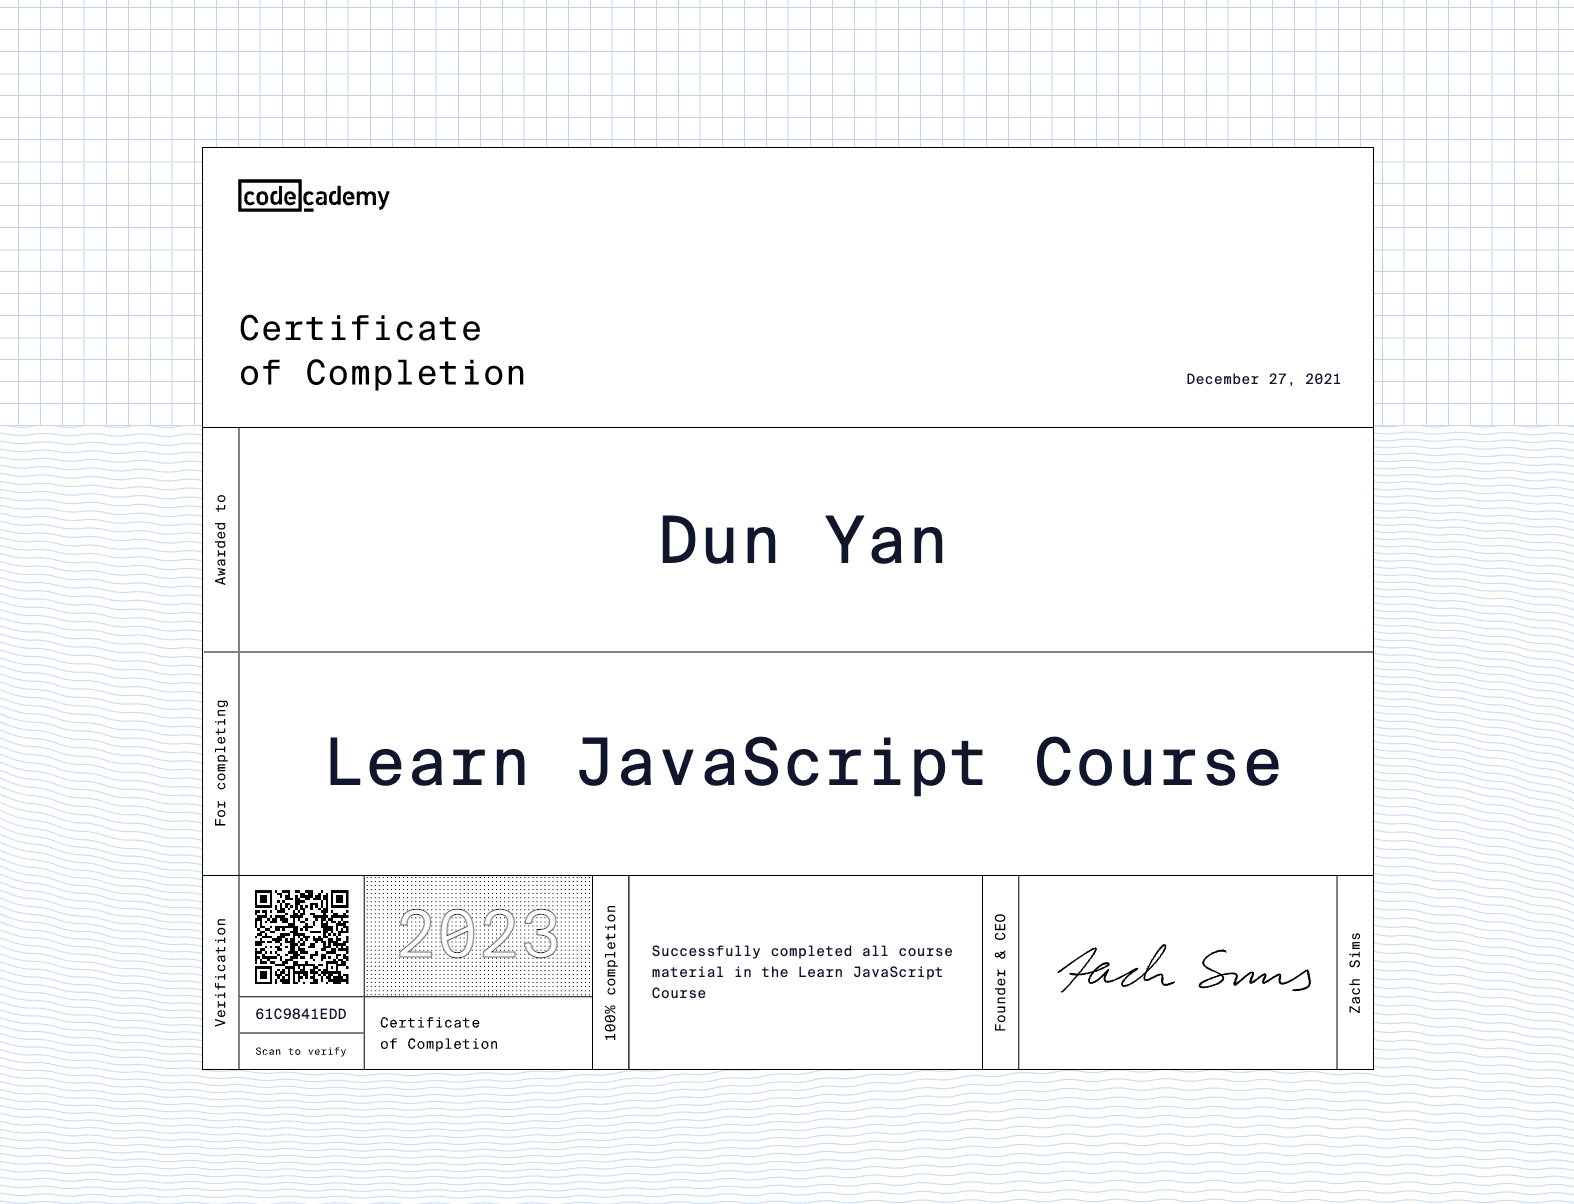 codecademy
Certificate
of Completion
December 27, 2021
Awarded to
Dun Yan
For completing
Learn JavaScript Course
Verification
61C9841EDD
Scan to verify
2023
Certificate
of Completion
100% completion
Successfully completed all course
material in the Learn JavaScript
Course
Founder & CEO
Zach Sims
Zach Sims